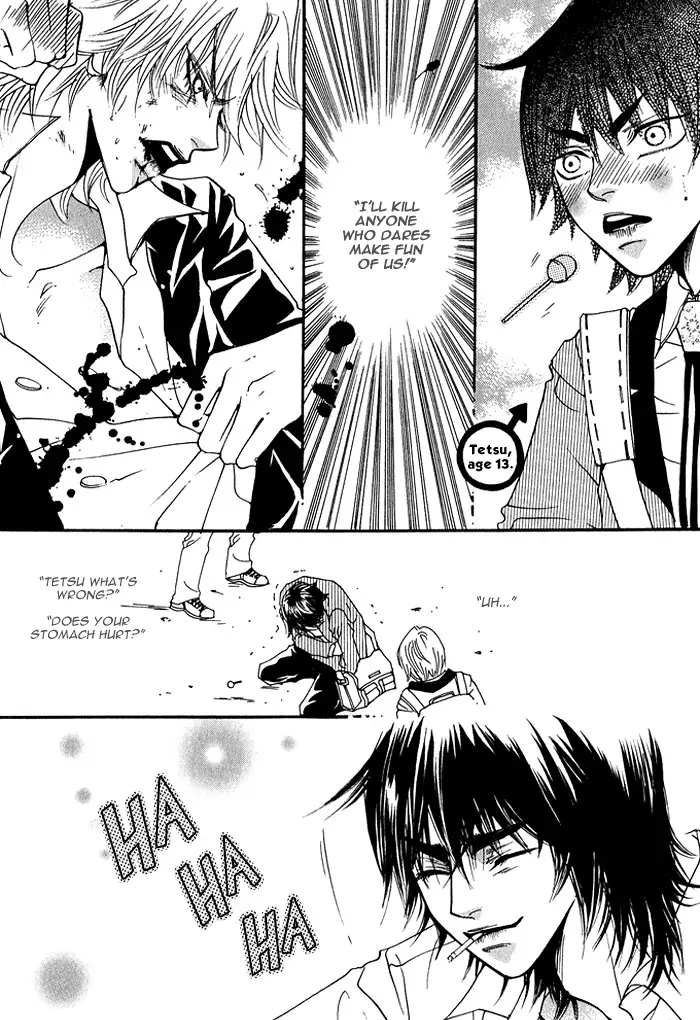 "I'LL KILL
ANYONE
WHO DARES
MAKE FUN
OF US!"
Tetsu,
age 13.
"TETSU WHAT'S
WRONG?"
"DOES YOUR
STOMACH HURT?"
"UH..."
HA
HA
HA